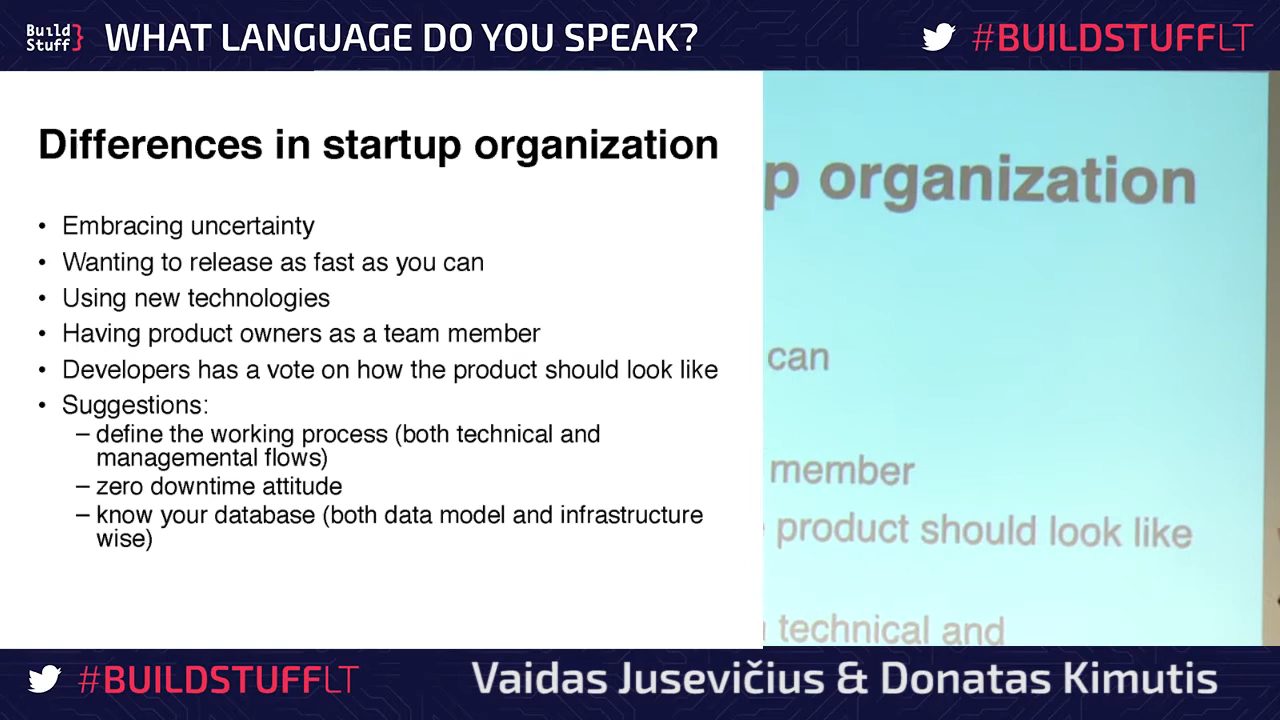 Build
Stuff}
WHAT LANGUAGE DO YOU SPEAK?
#BUILDSTUFFLT
Differences in startup organization
• Embracing uncertainty
• Wanting to release as fast as you can
• Using new technologies
• Having product owners as a team member
• Developers has a vote on how the product should look like
• Suggestions:
– define the working process (both technical and
managemental flows)
– zero downtime attitude
– know your database (both data model and infrastructure
wise)
p organization
can
member
product should look like
technical and
#BUILDSTUFFLT
Vaidas Jusevičius & Donatas Kimutis